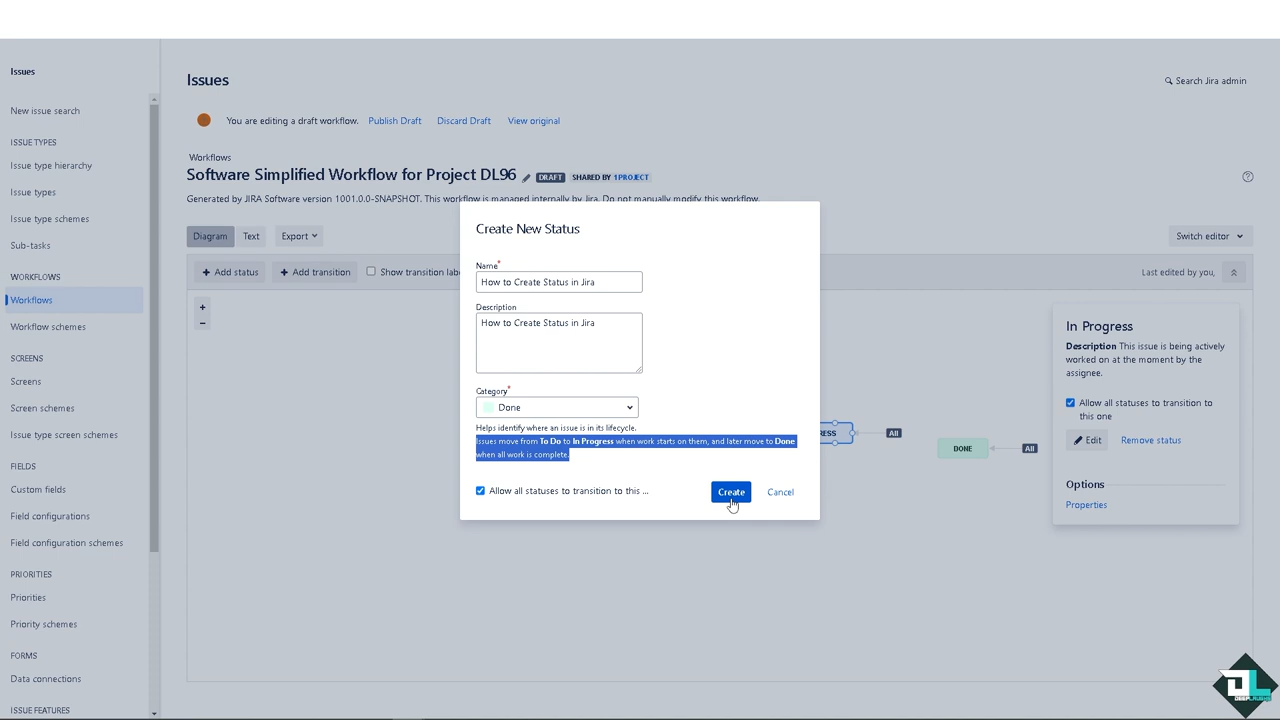 Issues
New issue search
ISSUE TYPES
Issue type hierarchy
Issue types
Issue type schemes
Sub-tasks
WORKFLOWS
Workflows
Workflow schemes
SCREENS
Screens
Screen schemes
Issue type screen schemes
FIELDS
Custom fields
Field configurations
Field configuration schemes
PRIORITIES
Priorities
Priority schemes
FORMS
Data connections
ISSUE FEATURES
Issues
Search Jira admin
You are editing a draft workflow. Publish Draft Discard Draft View original
Workflows
Software Simplified Workflow for Project DL96 DRAFT SHARED BY 1 PROJECT
Generated by JIRA Software version 1001.0.0-SNAPSHOT. This workflow is managed internally by Jira. Do not manually modify this workflow.
Diagram Text Export Switch editor
+ Add status + Add transition Show transition labe Last edited by you,
+
−
Create New Status
Name*
How to Create Status in Jira
Description
How to Create Status in Jira
Category*
Done
Helps identify where an issue is in its lifecycle.
Issues move from To Do to In Progress when work starts on them, and later move to Done
when all work is complete.
Allow all statuses to transition to this ...
Create Cancel
RESS All
DONE All
In Progress
Description This issue is being actively
worked on at the moment by the
assignee.
Allow all statuses to transition to
this one
Edit Remove status
Options
Properties
DL